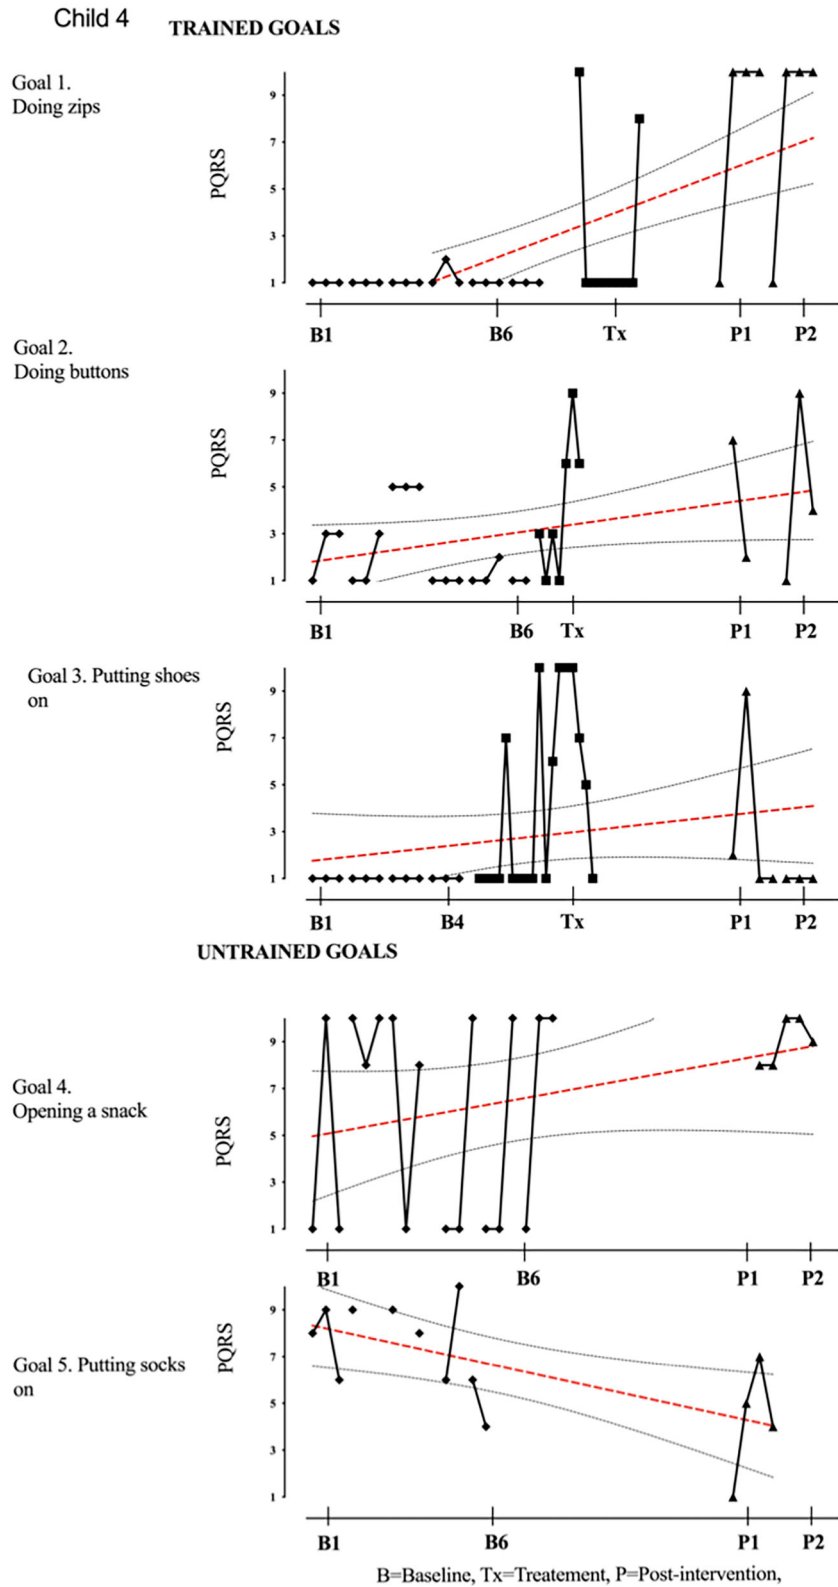 Child 4
TRAINED GOALS
Goal 1.
Doing zips
PQRS
9
7
5
3
1
B1 B6 Tx P1 P2
Goal 2.
Doing buttons
PQRS
9
7
5
3
1
B1 B6 Tx P1 P2
Goal 3. Putting shoes
on
PQRS
9
7
5
3
1
B1 B4 Tx P1 P2
UNTRAINED GOALS
Goal 4.
Opening a snack
PQRS
9
7
5
3
1
B1 B6 P1 P2
Goal 5. Putting socks
on
PQRS
9
7
5
3
1
B1 B6 P1 P2
B=Baseline, Tx=Treatement, P=Post-intervention,